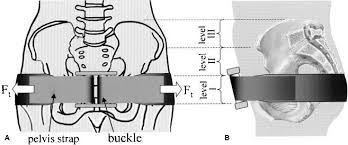 level III
level II
level I
Ft
Ft
A
pelvis strap
buckle
B